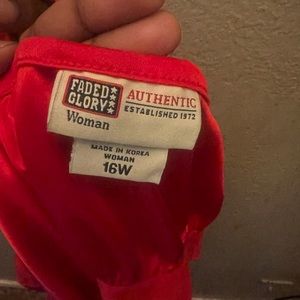 FADED
GLORY
AUTHENTIC
ESTABLISHED 1972
Woman
MADE IN KOREA
WOMAN
16W